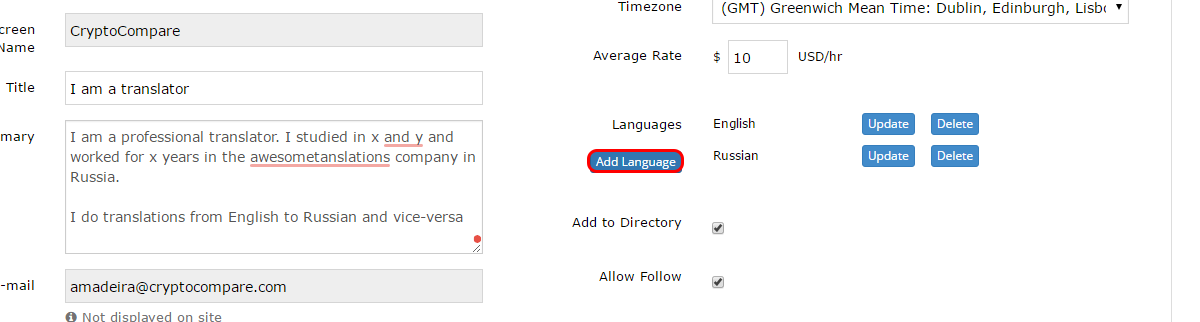 creen
Name
CryptoCompare
Title
I am a translator
mary
I am a professional translator. I studied in x and y and
worked for x years in the awesometanslations company in
Russia.
I do translations from English to Russian and vice-versa
-mail
amadeira@cryptocompare.com
Not displayed on site
Timezone
(GMT) Greenwich Mean Time: Dublin, Edinburgh, Lisb
Average Rate
$ 10 USD/hr
Languages
English Update Delete
Add Language
Russian Update Delete
Add to Directory
Allow Follow